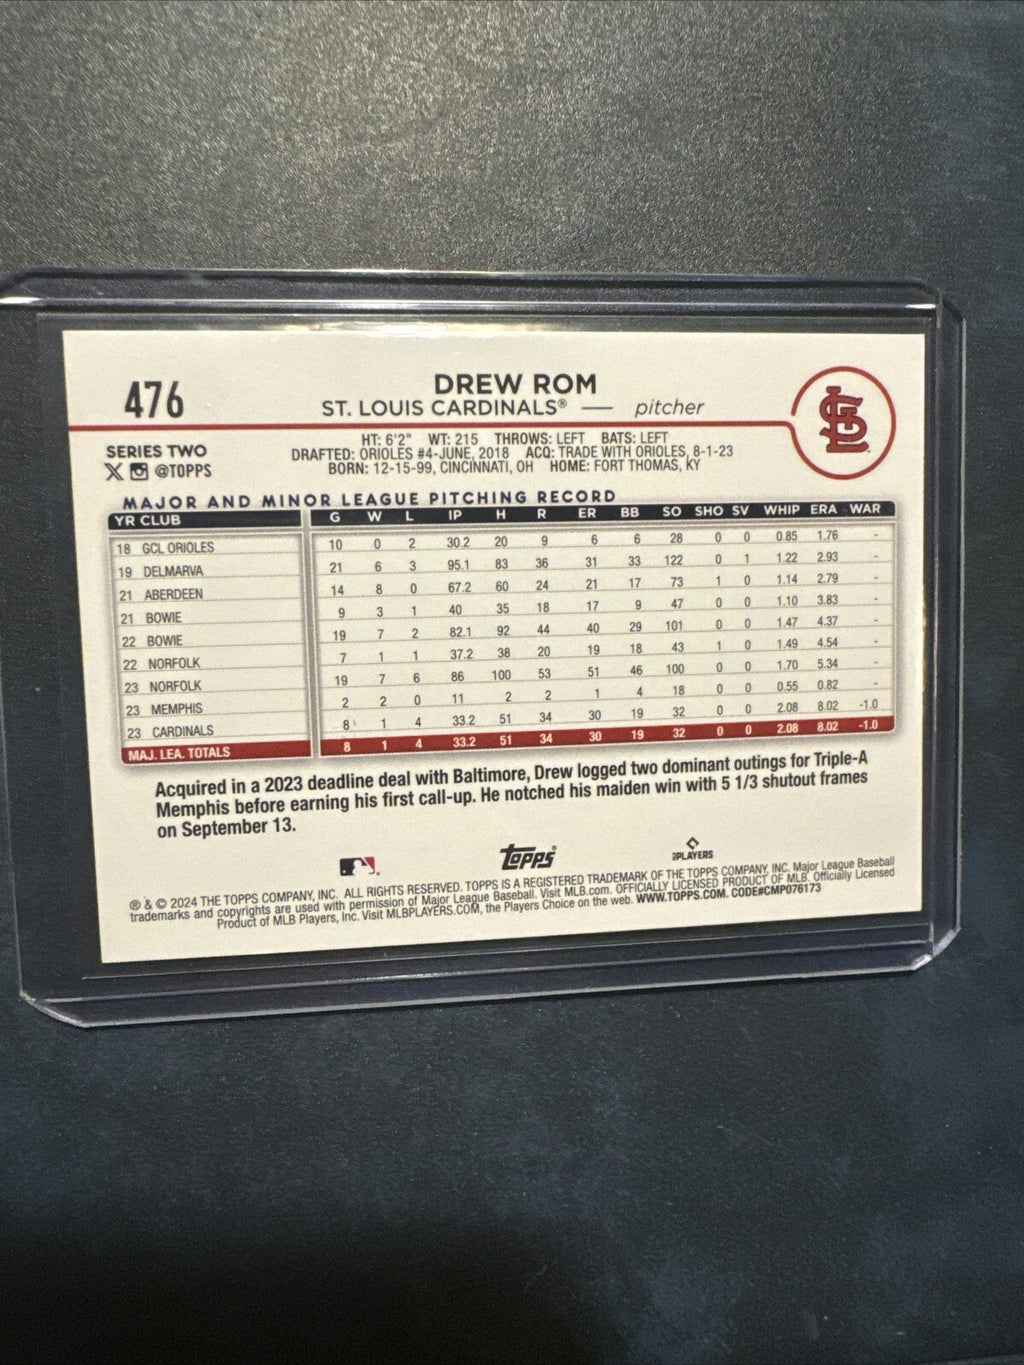 476
DREW ROM
ST. LOUIS CARDINALS® — pitcher
STL
SERIES TWO
X @TOPPS
HT: 6'2" WT: 215 THROWS: LEFT BATS: LEFT
DRAFTED: ORIOLES #4-JUNE, 2018 ACQ: TRADE WITH ORIOLES, 8-1-23
BORN: 12-15-99, CINCINNATI, OH HOME: FORT THOMAS, KY
MAJOR AND MINOR LEAGUE PITCHING RECORD
YR CLUB G W L IP H R ER BB SO SHO SV WHIP ERA WAR
18 GCL ORIOLES 10 0 2 30.2 20 9 6 6 28 0 0 0.85 1.76 -
19 DELMARVA 21 6 3 95.1 83 36 31 33 122 0 1 1.22 2.93 -
21 ABERDEEN 14 8 0 67.2 60 24 21 17 73 1 0 1.14 2.79 -
21 BOWIE 9 3 1 40 35 18 17 9 47 0 0 1.10 3.83 -
22 BOWIE 19 7 2 82.1 92 44 40 29 101 0 0 1.47 4.37 -
22 NORFOLK 7 1 1 37.2 38 20 19 18 43 1 0 1.49 4.54 -
23 NORFOLK 19 7 6 86 100 53 51 46 100 0 0 1.70 5.34 -
23 MEMPHIS 2 2 0 11 2 2 1 4 18 0 0 0.55 0.82 -
23 CARDINALS 8 1 4 33.2 51 34 30 19 32 0 0 2.08 8.02 -1.0
MAJ. LEA. TOTALS 8 1 4 33.2 51 34 30 19 32 0 0 2.08 8.02 -1.0
Acquired in a 2023 deadline deal with Baltimore, Drew logged two dominant outings for Triple-A
Memphis before earning his first call-up. He notched his maiden win with 5 1/3 shutout frames
on September 13.
topps®
PLAYERS
® & © 2024 THE TOPPS COMPANY, INC. ALL RIGHTS RESERVED. TOPPS IS A REGISTERED TRADEMARK OF THE TOPPS COMPANY, INC. Major League Baseball
trademarks and copyrights are used with permission of Major League Baseball. Visit MLB.com. OFFICIALLY LICENSED PRODUCT OF MLB. Officially Licensed
Product of MLB Players, Inc. Visit MLBPLAYERS.COM, the Players Choice on the web. WWW.TOPPS.COM. CODE#CMP076173